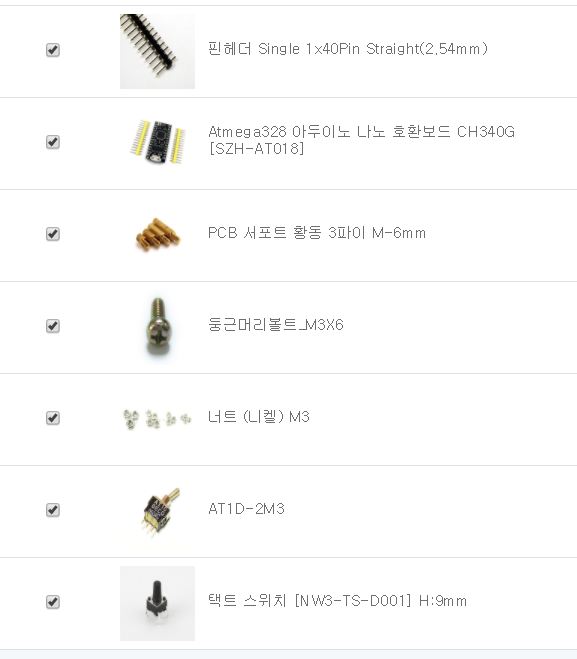 핀헤더 Single 1x40Pin Straight(2.54mm)
Atmega328 아두이노 나노 호환보드 CH340G
[SZH-AT018]
PCB 서포트 황동 3파이 M-6mm
둥근머리볼트_M3X6
너트 (니켈) M3
AT1D-2M3
택트 스위치 [NW3-TS-D001] H:9mm